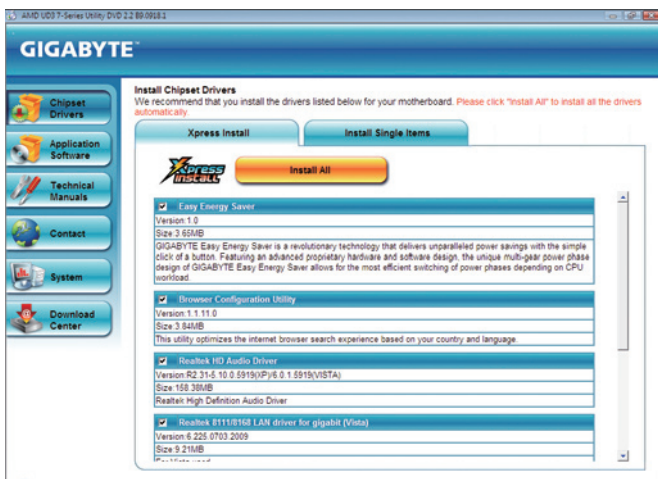 AMD UD3 7-Series Utility DVD 2.2 B9.0918.1
GIGABYTE™
Chipset
Drivers
Application
Software
Technical
Manuals
Contact
System
Download
Center
Install Chipset Drivers
We recommend that you install the drivers listed below for your motherboard. Please click "Install All" to install all the drivers
automatically.
Xpress Install
Install Single Items
Xpress
INSTALL
Install All
Easy Energy Saver
Version:1.0
Size:3.65MB
GIGABYTE Easy Energy Saver is a revolutionary technology that delivers unparalleled power savings with the simple
click of a button. Featuring an advanced proprietary hardware and software design, the unique multi-gear power phase
design of GIGABYTE Easy Energy Saver allows for the most efficient switching of power phases depending on CPU
workload.
Browser Configuration Utility
Version:1.1.11.0
Size:3.84MB
This utility optimizes the internet browser search experience based on your country and language.
Realtek HD Audio Driver
Version:R2.31-5.10.0.5919(XP)/6.0.1.5919(VISTA)
Size:158.38MB
Realtek High Definition Audio Driver
Realtek 8111/8168 LAN driver for gigabit (Vista)
Version:6.225.0703.2009
Size:9.21MB
For Vista used